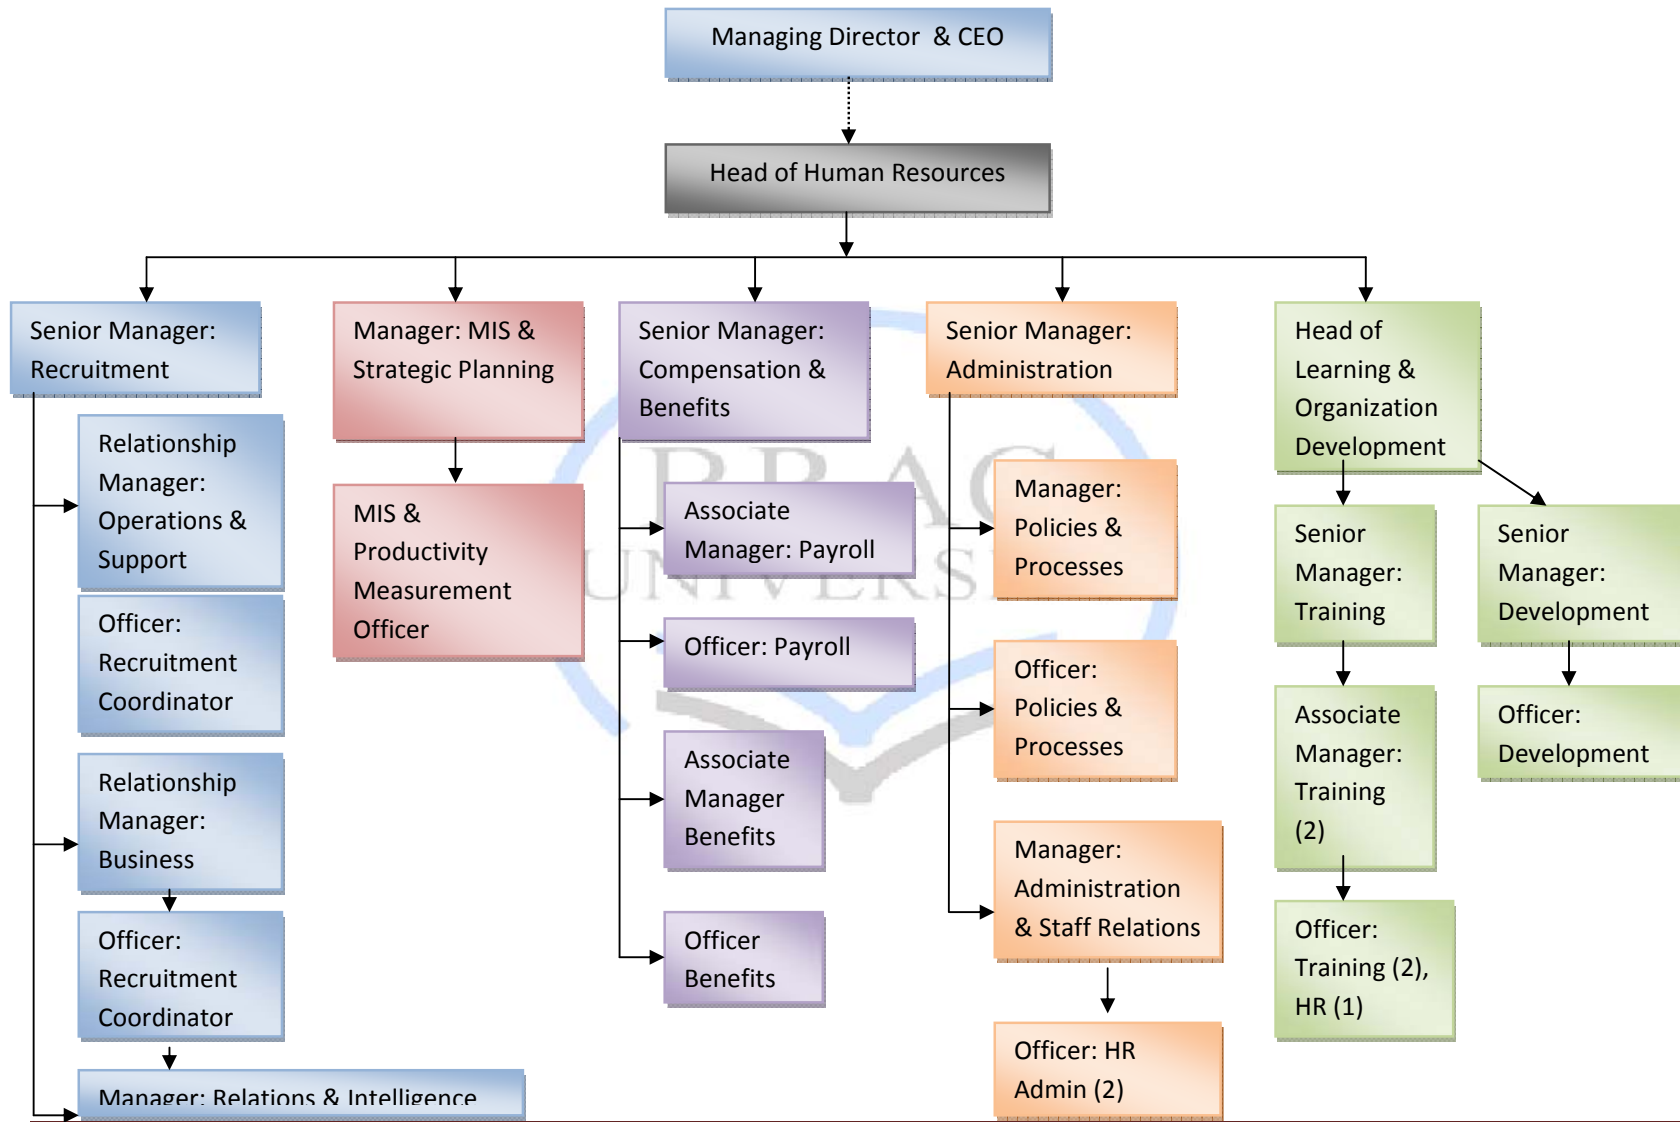 Managing Director & CEO
Head of Human Resources
Senior Manager:
Recruitment
Relationship
Manager:
Operations &
Support
Officer:
Recruitment
Coordinator
Relationship
Manager:
Business
Officer:
Recruitment
Coordinator
Manager: Relations & Intelligence
Manager: MIS &
Strategic Planning
MIS &
Productivity
Measurement
Officer
Senior Manager:
Compensation &
Benefits
Associate
Manager: Payroll
Officer: Payroll
Associate
Manager
Benefits
Officer
Benefits
Senior Manager:
Administration
Manager:
Policies &
Processes
Officer:
Policies &
Processes
Manager:
Administration
& Staff Relations
Officer: HR
Admin (2)
Head of
Learning &
Organization
Development
Senior
Manager:
Training
Associate
Manager:
Training
(2)
Officer:
Training (2),
HR (1)
Senior
Manager:
Development
Officer:
Development
BRAC